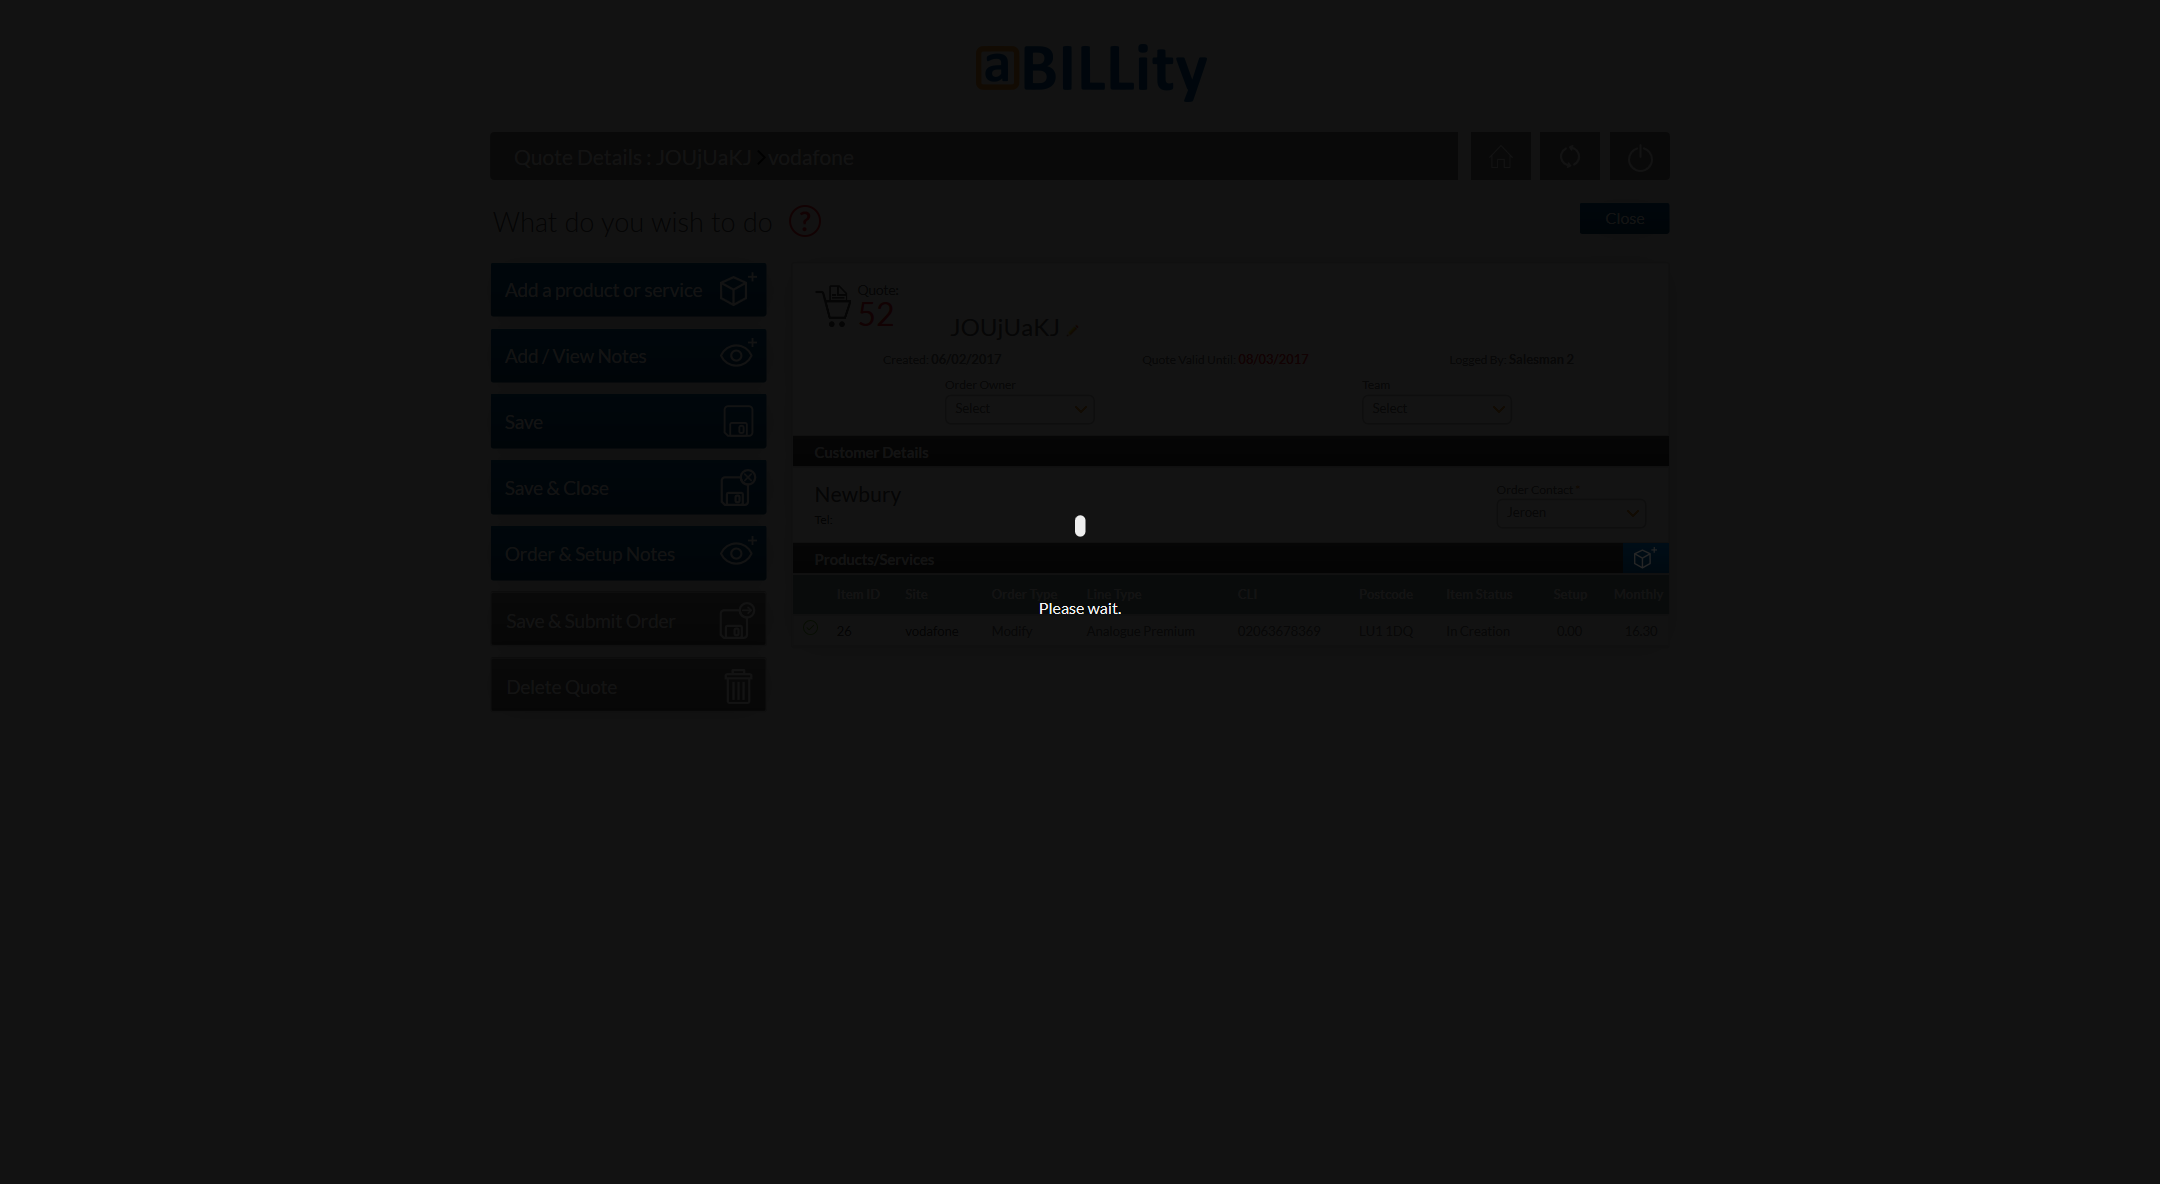 aBILLity
Quote Details : JOUjUaKJ > vodafone
What do you wish to do ?
Close
Add a product or service
Add / View Notes
Save
Save & Close
Order & Setup Notes
Save & Submit Order
Delete Quote
Quote:
52
JOUjUaKJ
Created: 06/02/2017 Quote Valid Until: 08/03/2017 Logged By: Salesman 2
Order Owner Team
Select Select
Customer Details
Newbury
Tel:
Order Contact *
Jeroen
Products/Services
Item ID Site Order Type Line Type CLI Postcode Item Status Setup Monthly
26 vodafone Modify Analogue Premium 02063678369 LU1 1DQ In Creation 0.00 16.30
Please wait.